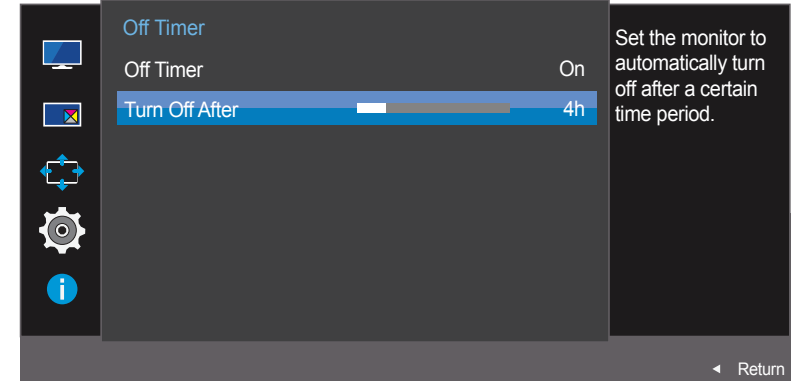 Off Timer
Off Timer On
Turn Off After 4h
Set the monitor to
automatically turn
off after a certain
time period.
i
Return